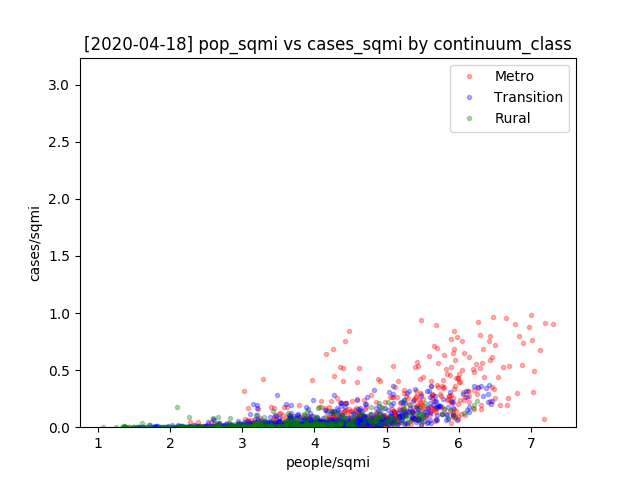 [2020-04-18] pop_sqmi vs cases_sqmi by continuum_class
Metro
Transition
Rural
3.0
2.5
2.0
1.5
1.0
0.5
0.0
cases/sqmi
1 2 3 4 5 6 7
people/sqmi